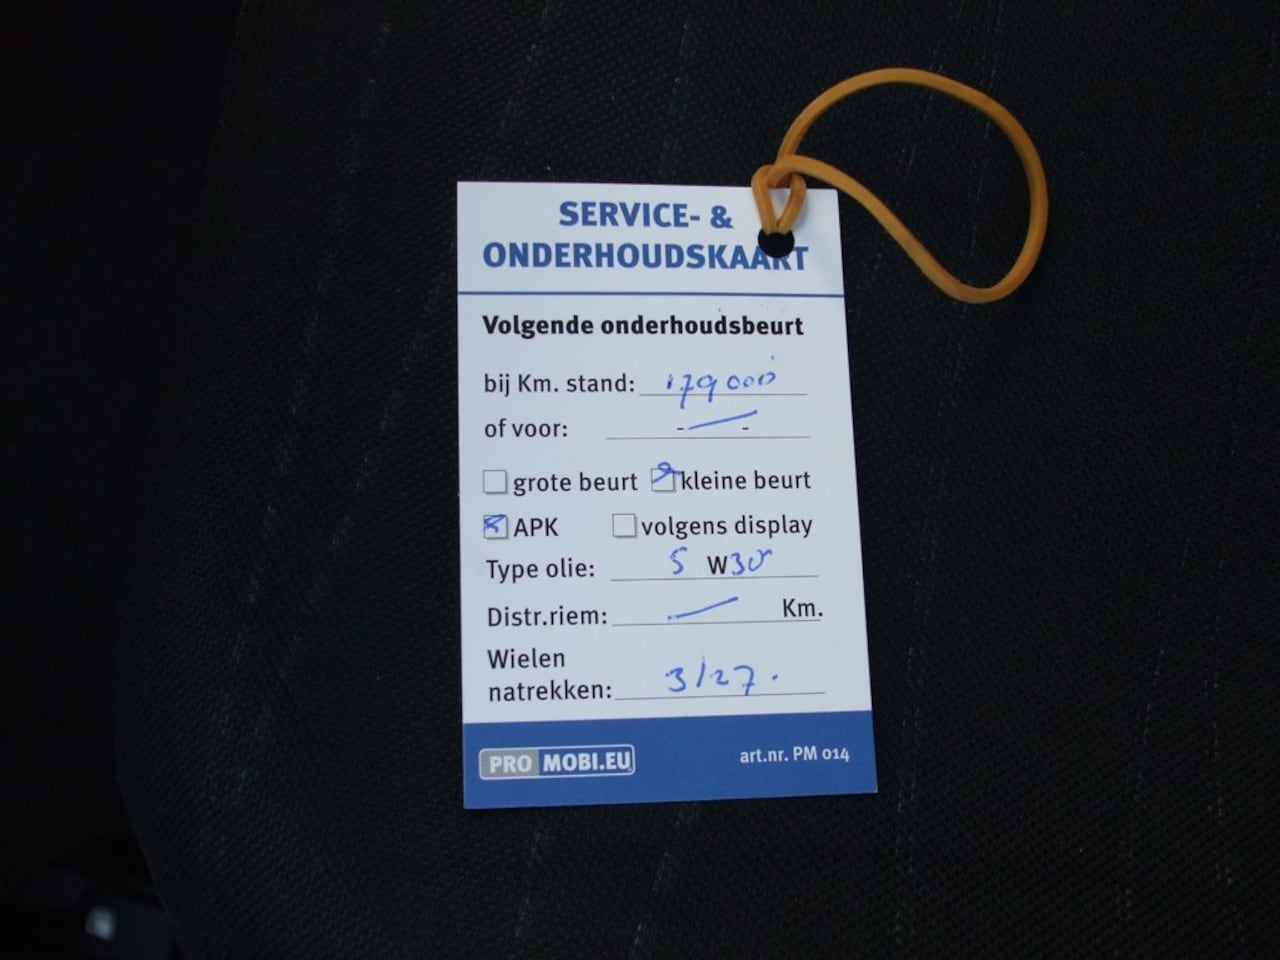 SERVICE- &
ONDERHOUDSKAART
Volgende onderhoudsbeurt
bij Km. stand: 179000
of voor: - -
grote beurt kleine beurt
APK volgens display
Type olie: 5 W30
Distr.riem: Km.
Wielen
natrekken: 3/27.
PRO MOBI.EU art.nr. PM 014